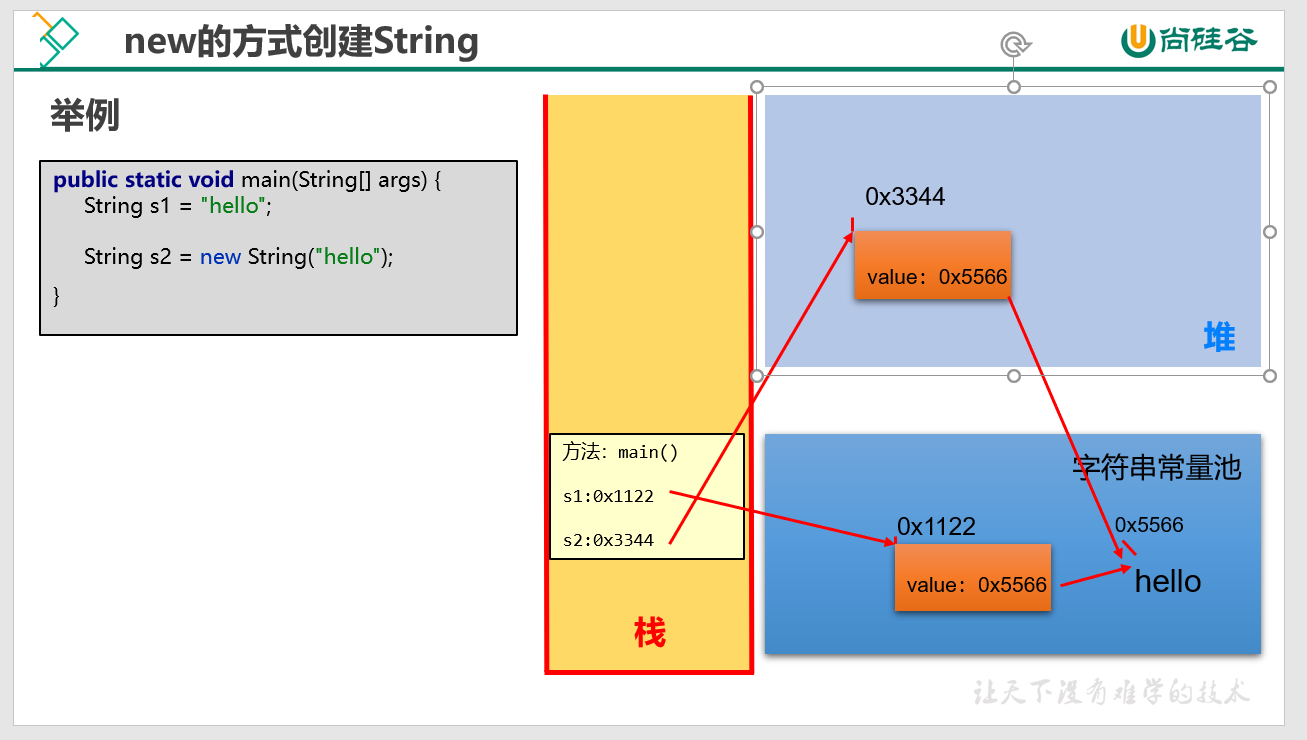 new的方式创建String
尚硅谷
举例
public static void main(String[] args) {
String s1 = "hello";
String s2 = new String("hello");
}
方法：main()
s1:0x1122
s2:0x3344
栈
0x3344
value：0x5566
堆
字符串常量池
0x1122
value：0x5566
0x5566
hello
让天下没有难学的技术